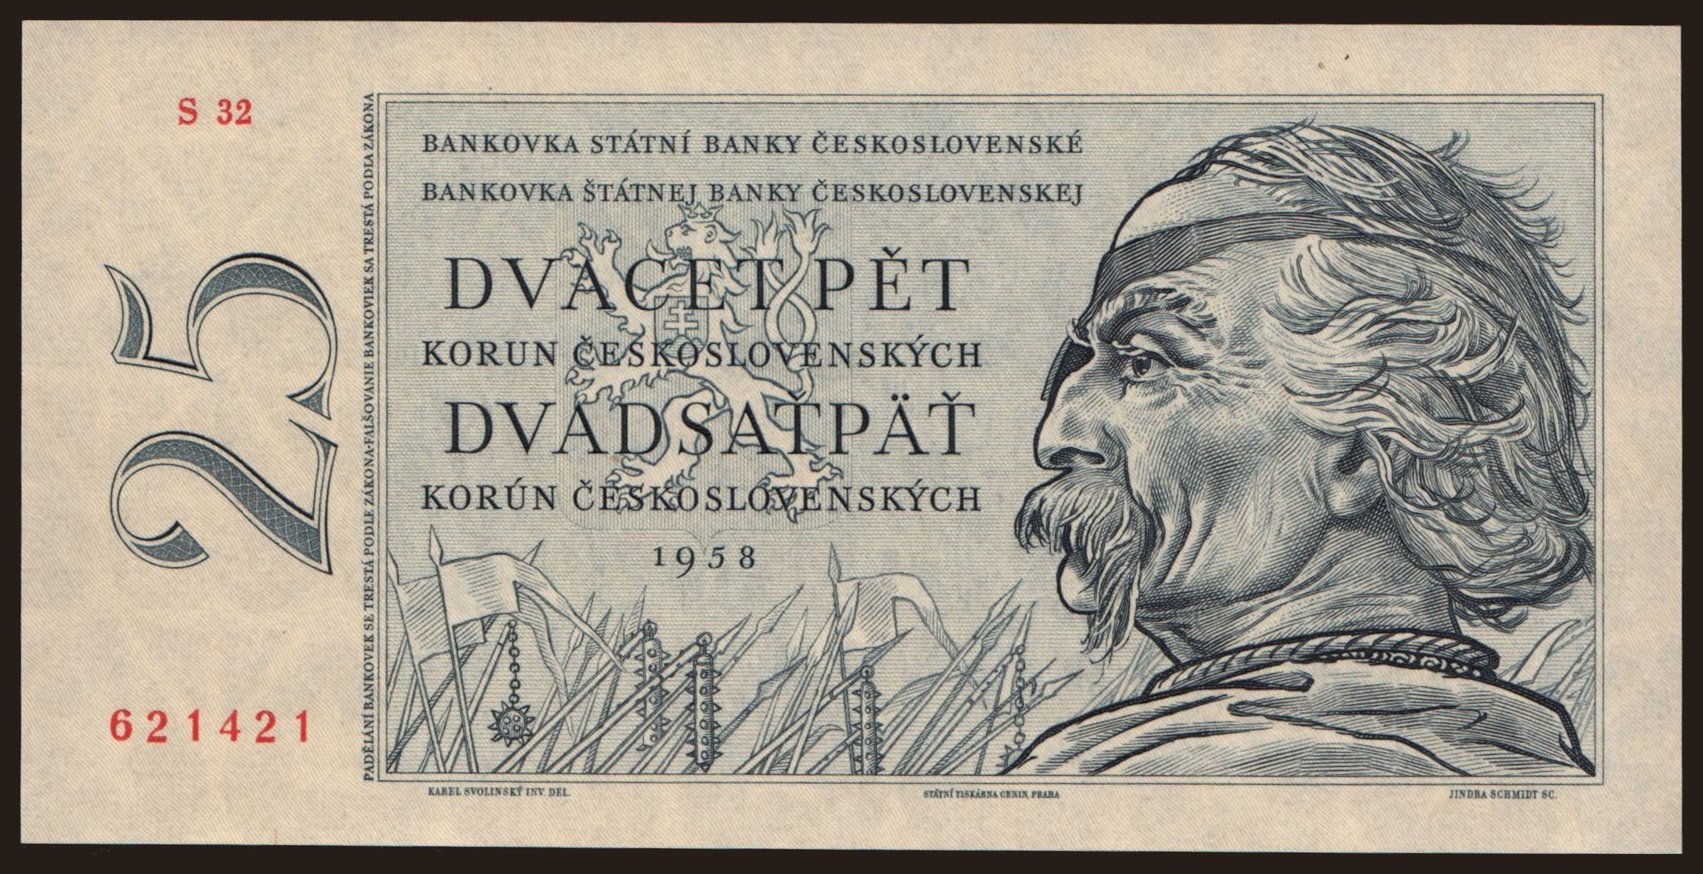 S 32
BANKOVKA STÁTNÍ BANKY ČESKOSLOVENSKÉ
BANKOVKA ŠTÁTNEJ BANKY ČESKOSLOVENSKEJ
DVACET PĚT
KORUN ČESKOSLOVENSKÝCH
DVADSAŤPÄŤ
KORÚN ČESKOSLOVENSKÝCH
1958
25
621421
PADĚLÁNÍ BANKOVEK SE TRESTÁ PODLE ZÁKONA-FALŠOVANIE BANKOVIEK SA TRESTÁ PODĽA ZÁKONA
KAREL SVOLINSKÝ INV. DEL.
STÁTNÍ TISKÁRNA CENIN, PRAHA
JINDRA SCHMIDT SC.